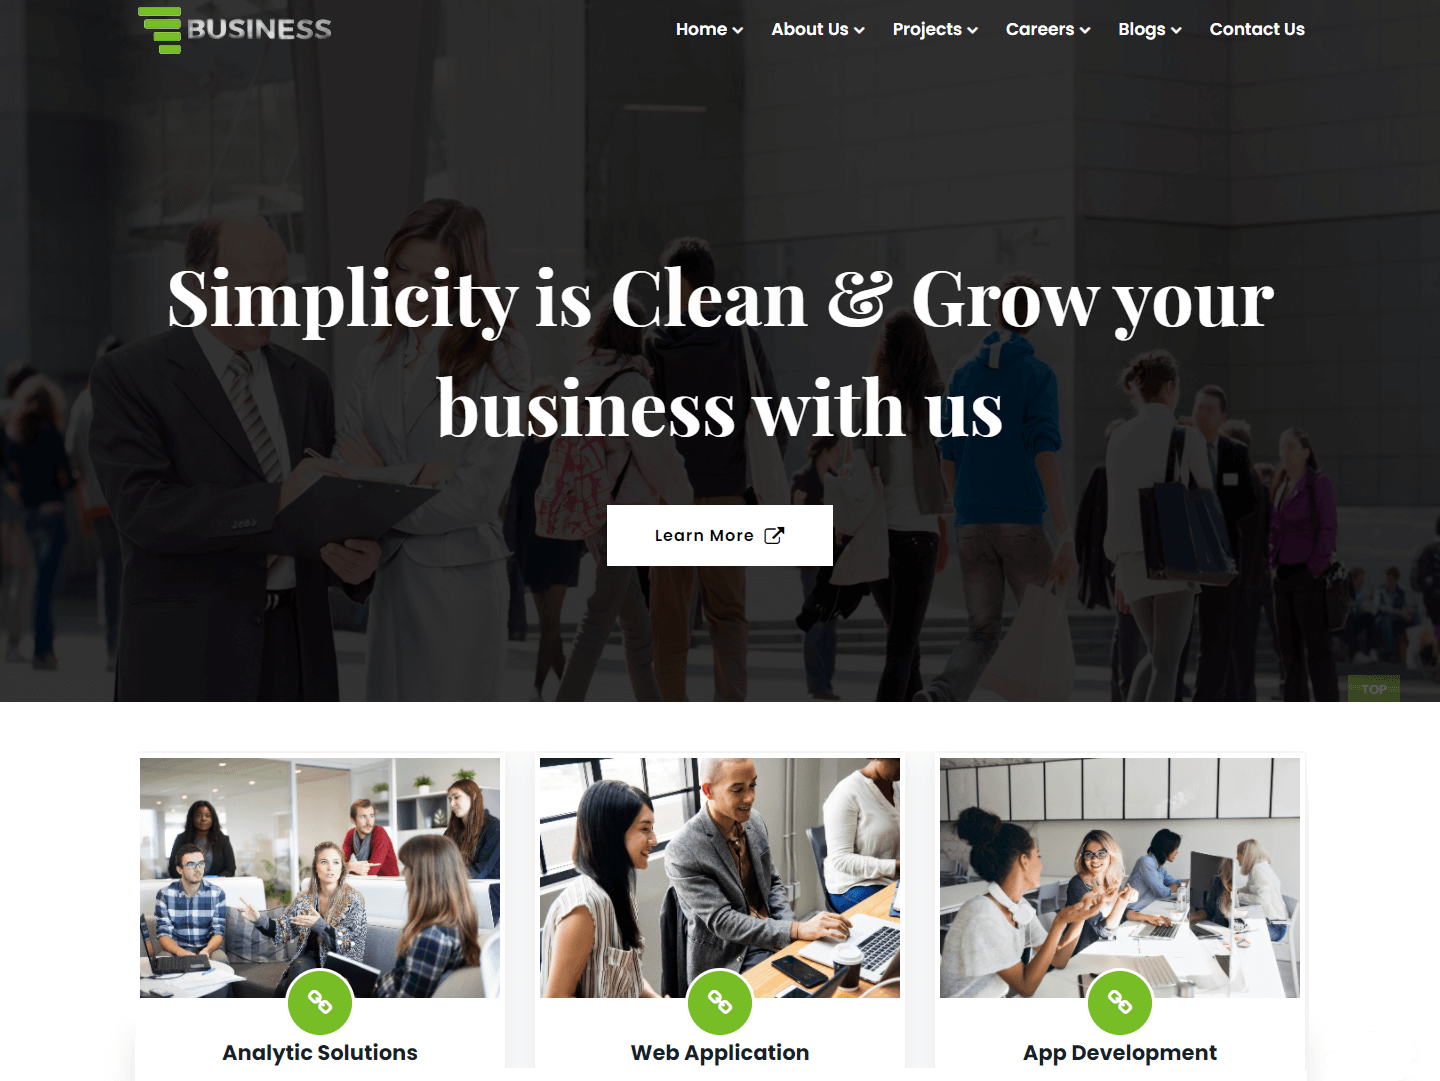 BUSINESS
Home
About Us
Projects
Careers
Blogs
Contact Us
Simplicity is Clean & Grow your
business with us
Learn More
TOP
Analytic Solutions
Web Application
App Development